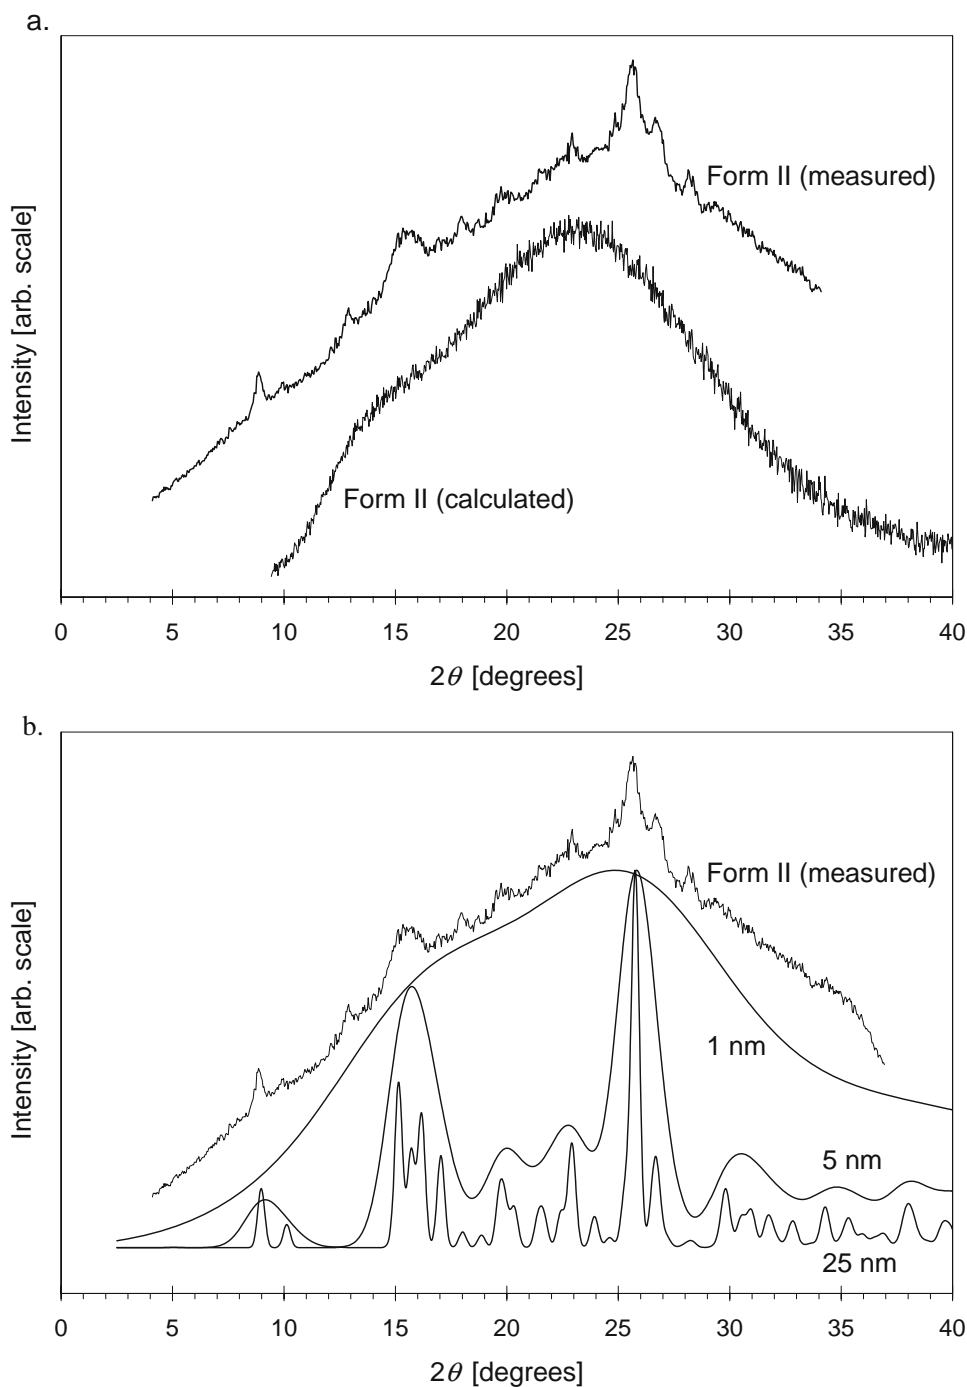 a.
Intensity [arb. scale]
Form II (measured)
Form II (calculated)
0 5 10 15 20 25 30 35 40
2θ [degrees]
b.
Intensity [arb. scale]
Form II (measured)
1 nm
5 nm
25 nm
0 5 10 15 20 25 30 35 40
2θ [degrees]